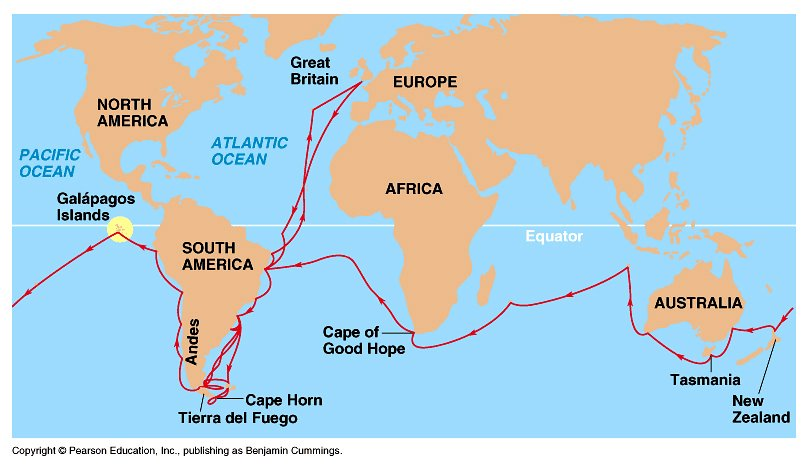 Great
Britain
EUROPE
NORTH
AMERICA
ATLANTIC
OCEAN
PACIFIC
OCEAN
AFRICA
Galápagos
Islands
SOUTH
AMERICA
Equator
AUSTRALIA
Andes
Cape of
Good Hope
Tasmania
Cape Horn
New
Zealand
Tierra del Fuego
Copyright © Pearson Education, Inc., publishing as Benjamin Cummings.